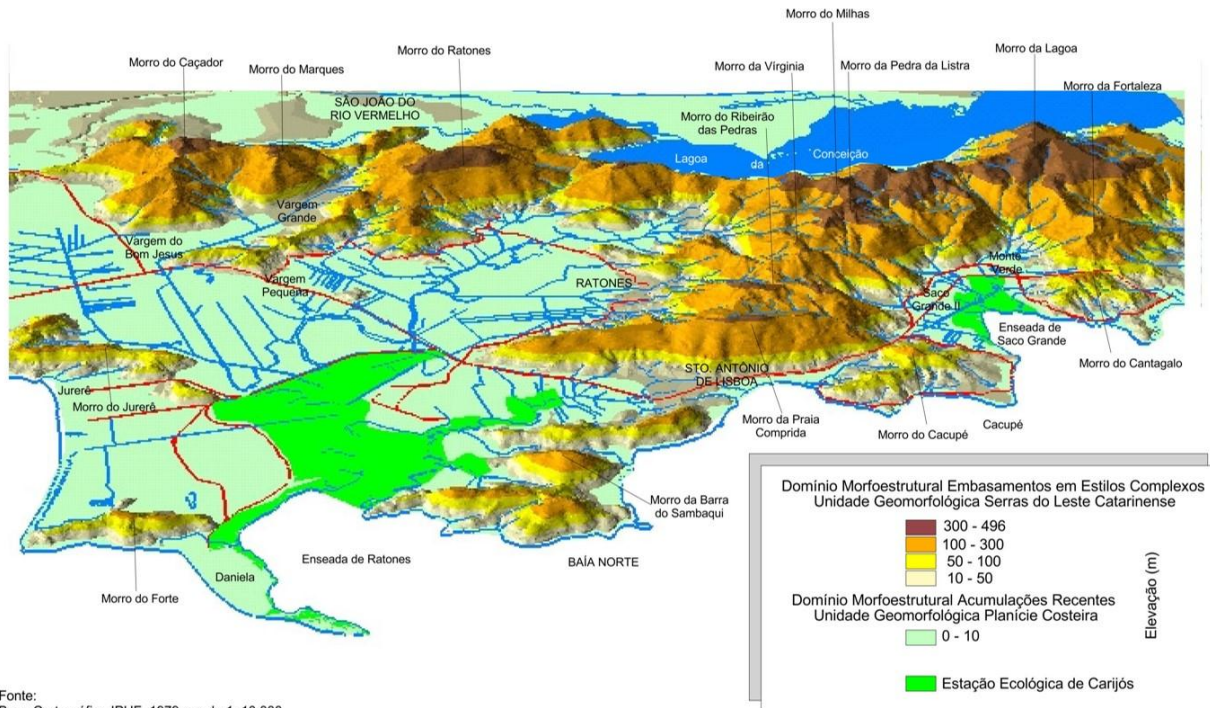 Morro do Milhas
Morro do Ratones
Morro da Lagoa
Morro do Caçador
Morro do Marques
Morro da Vírginia
Morro da Pedra da Listra
Morro da Fortaleza
SÃO JOÃO DO
RIO VERMELHO
Morro do Ribeirão
das Pedras
Lagoa
da
Conceição
Vargem
Grande
Vargem do
Bom Jesus
Vargem
Pequena
RATONES
Monte
Verde
Saco
Grande II
Enseada de
Saco Grande
Morro do Cantagalo
STO. ANTÔNIO
DE LISBOA
Jurerê
Morro do Jurerê
Morro da Praia
Comprida
Morro do Cacupé
Cacupé
Morro da Barra
do Sambaqui
Enseada de Ratones
BAÍA NORTE
Daniela
Morro do Forte
Domínio Morfoestrutural Embasamentos em Estilos Complexos
Unidade Geomorfológica Serras do Leste Catarinense
300 - 496
100 - 300
50 - 100
10 - 50
Elevação (m)
Domínio Morfoestrutural Acumulações Recentes
Unidade Geomorfológica Planície Costeira
0 - 10
Estação Ecológica de Carijós
Fonte: